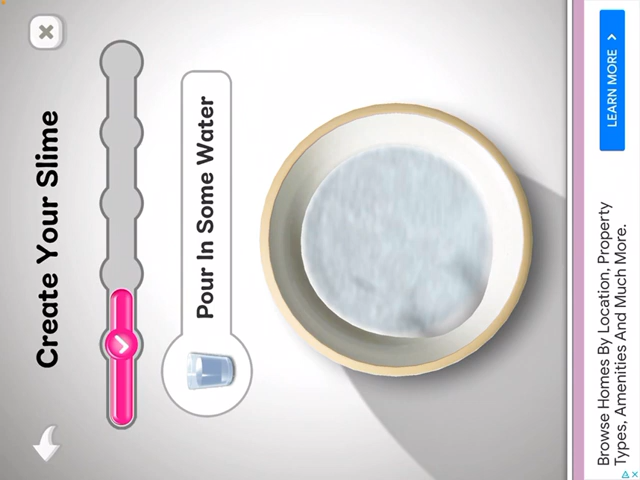 Create Your Slime
Pour In Some Water
Browse Homes By Location, Property
Types, Amenities And Much More.
LEARN MORE >